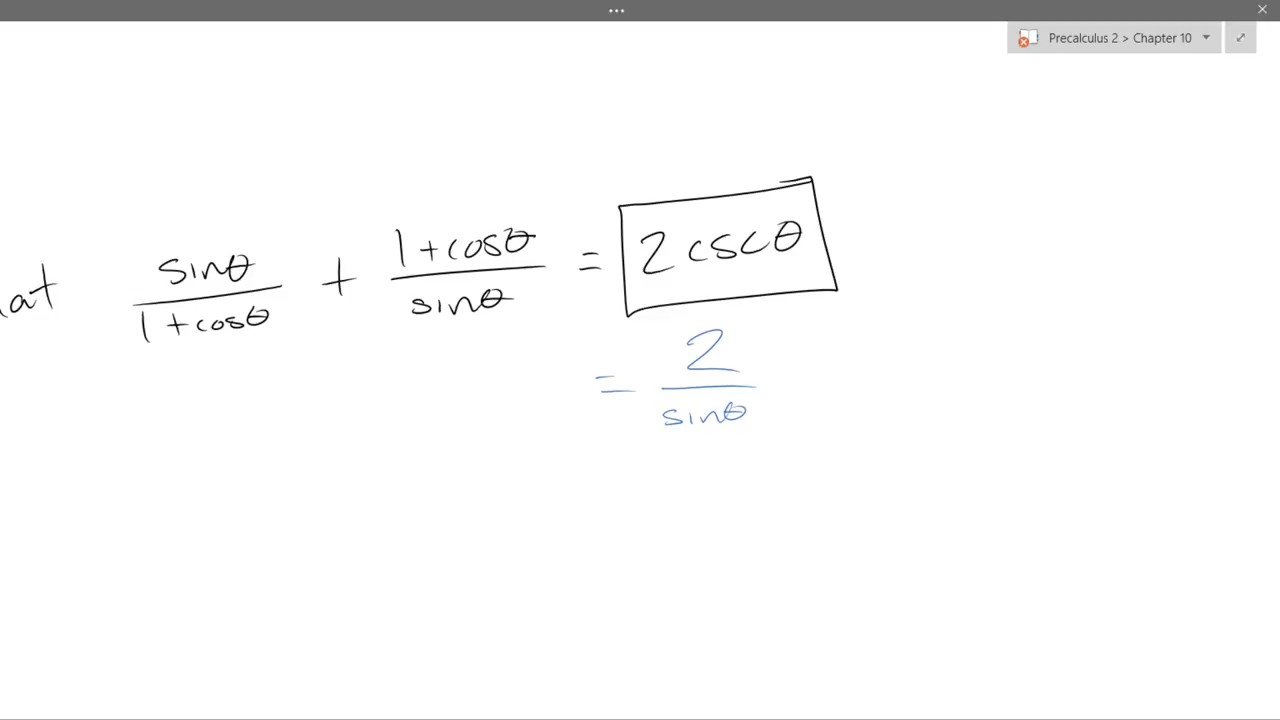 Precalculus 2 > Chapter 10
at sinθ/(1+cosθ) + (1+cosθ)/sinθ = 2cscθ
= 2/sinθ